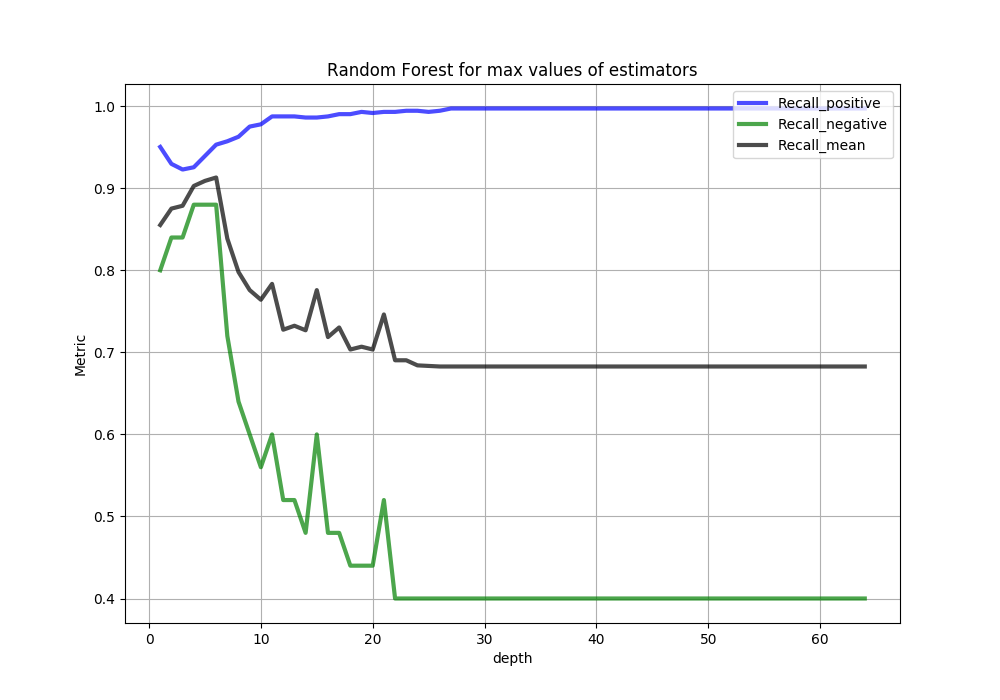 Random Forest for max values of estimators
Recall_positive
Recall_negative
Recall_mean
1.0
0.9
0.8
0.7
0.6
0.5
0.4
Metric
0 10 20 30 40 50 60
depth